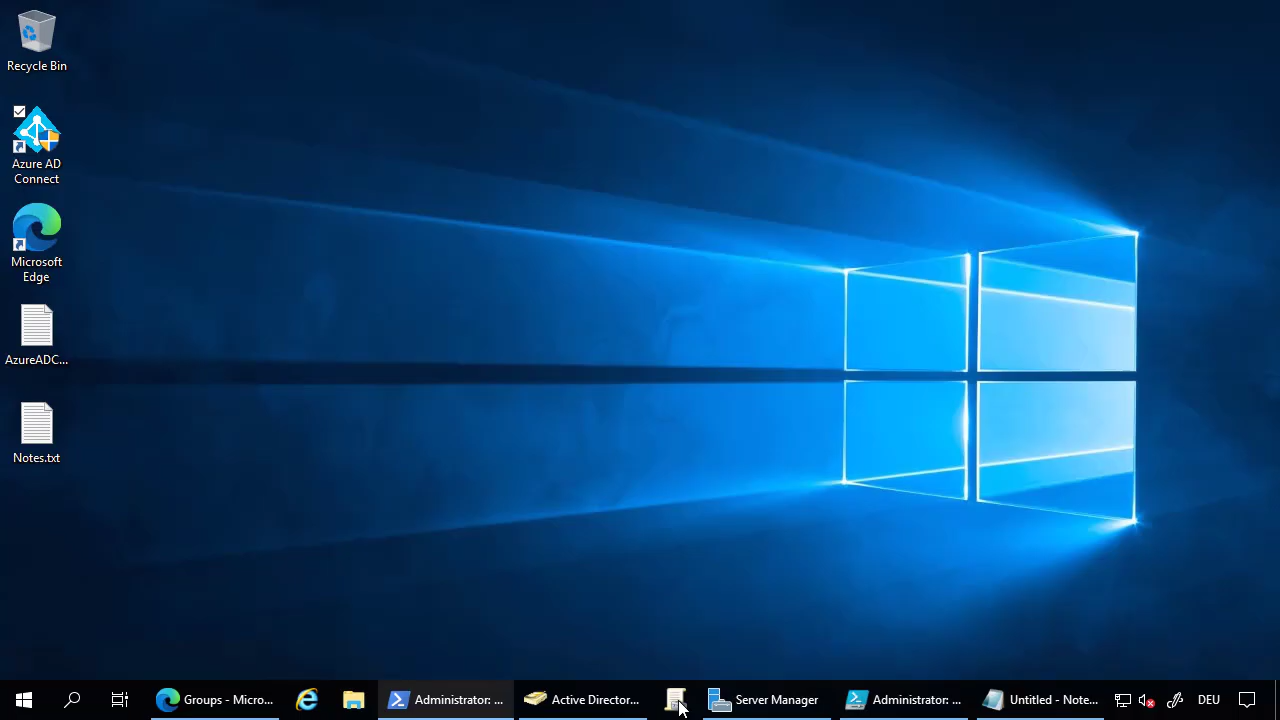 Recycle Bin
Azure AD
Connect
Microsoft
Edge
AzureADC...
Notes.txt
Groups - Micro...
Administrator: ...
Active Director...
Server Manager
Administrator: ...
Untitled - Note...
DEU